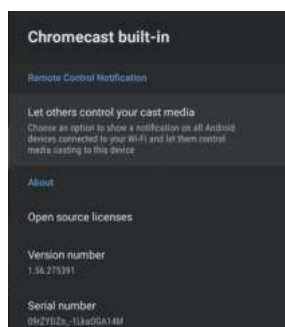 Chromecast built-in
Remote Control Notification
Let others control your cast media
Choose an option to show a notification on all Android
devices connected to your Wi-Fi and let them control
media casting to this device
About
Open source licenses
Version number
1.56.275391
Serial number